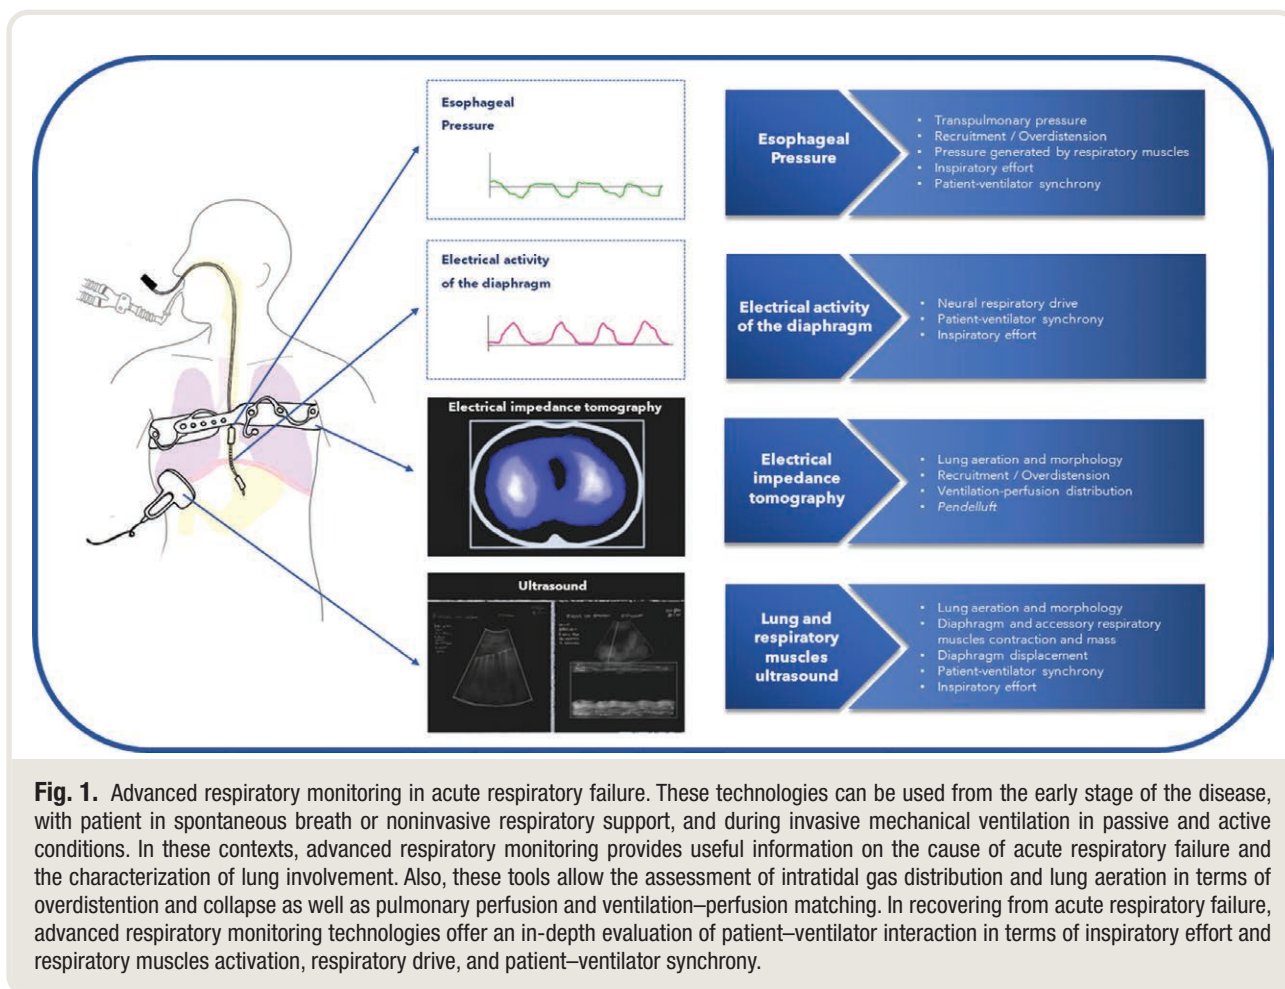 Esophageal
Pressure
Electrical activity
of the diaphragm
Electrical impedance tomography
Ultrasound
Esophageal
Pressure
• Transpulmonary pressure
• Recruitment / Overdistension
• Pressure generated by respiratory muscles
• Inspiratory effort
• Patient-ventilator synchrony
Electrical activity
of the diaphragm
• Neural respiratory drive
• Patient-ventilator synchrony
• Inspiratory effort
Electrical
impedance
tomography
• Lung aeration and morphology
• Recruitment / Overdistension
• Ventilation-perfusion distribution
• Pendelluft
Lung and
respiratory
muscles
ultrasound
• Lung aeration and morphology
• Diaphragm and accessory respiratory
muscles contraction and mass
• Diaphragm displacement
• Patient-ventilator synchrony
• Inspiratory effort
Fig. 1. Advanced respiratory monitoring in acute respiratory failure. These technologies can be used from the early stage of the disease,
with patient in spontaneous breath or noninvasive respiratory support, and during invasive mechanical ventilation in passive and active
conditions. In these contexts, advanced respiratory monitoring provides useful information on the cause of acute respiratory failure and
the characterization of lung involvement. Also, these tools allow the assessment of intratidal gas distribution and lung aeration in terms of
overdistention and collapse as well as pulmonary perfusion and ventilation–perfusion matching. In recovering from acute respiratory failure,
advanced respiratory monitoring technologies offer an in-depth evaluation of patient–ventilator interaction in terms of inspiratory effort and
respiratory muscles activation, respiratory drive, and patient–ventilator synchrony.